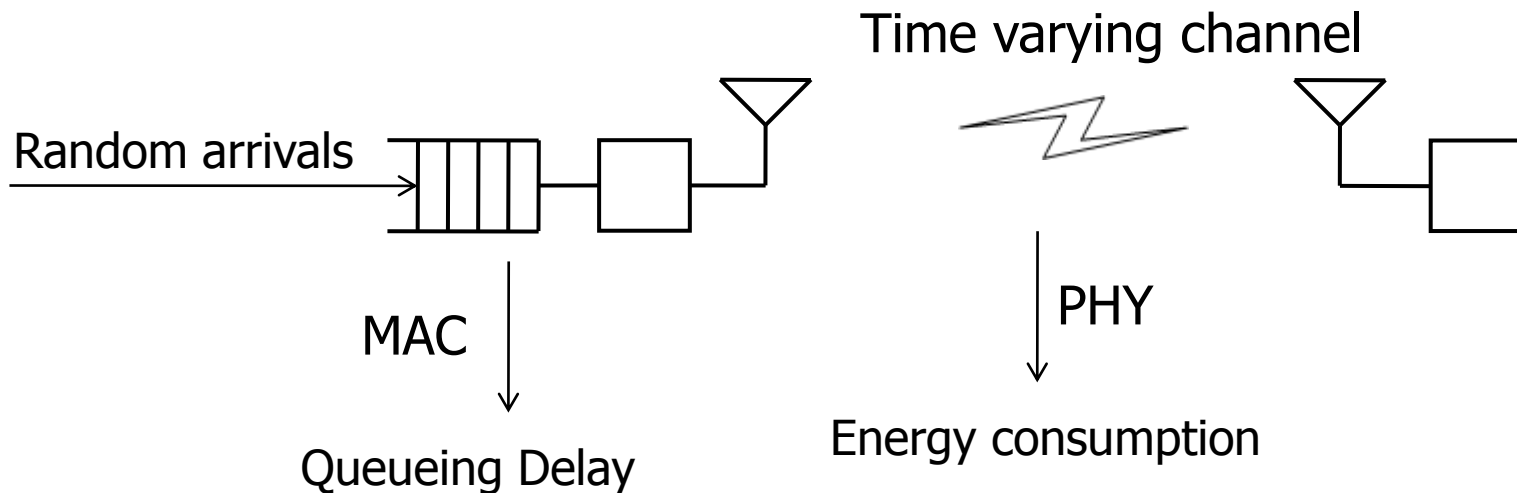 Time varying channel
Random arrivals
MAC
PHY
Queueing Delay
Energy consumption